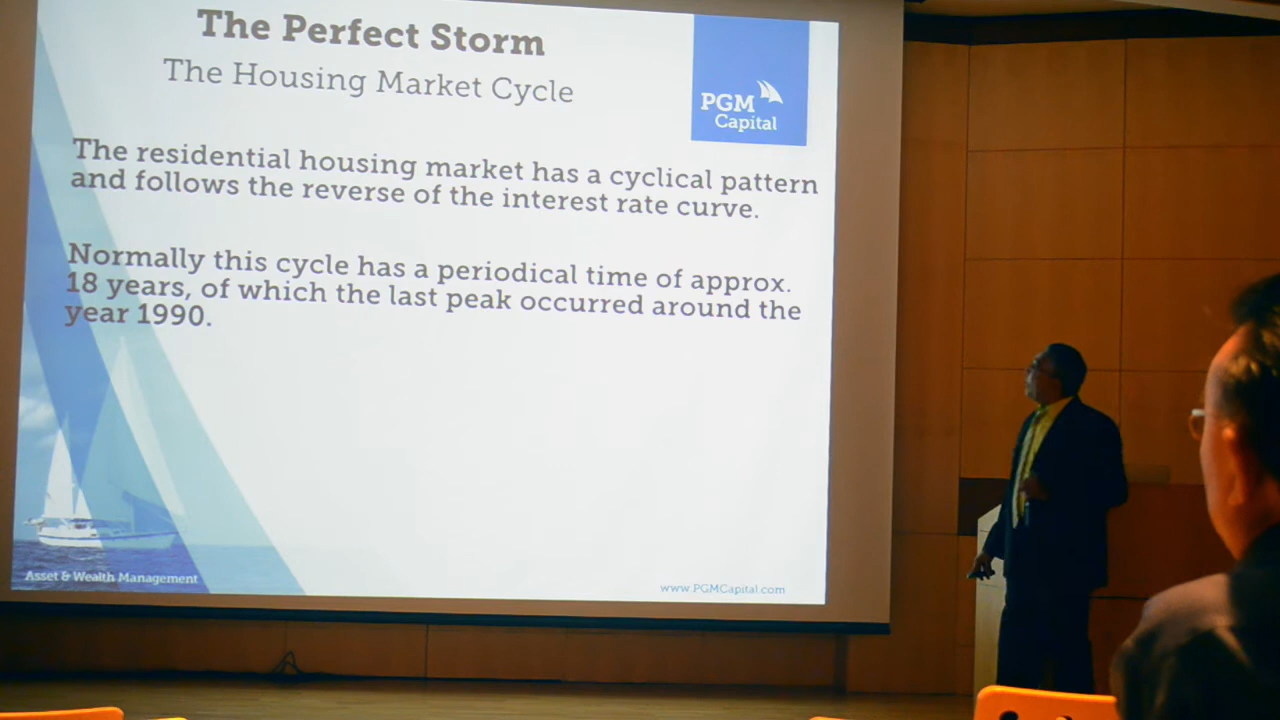 The Perfect Storm
The Housing Market Cycle
PGM
Capital
The residential housing market has a cyclical pattern
and follows the reverse of the interest rate curve.
Normally this cycle has a periodical time of approx.
18 years, of which the last peak occurred around the
year 1990.
Asset & Wealth Management
www.PGMCapital.com